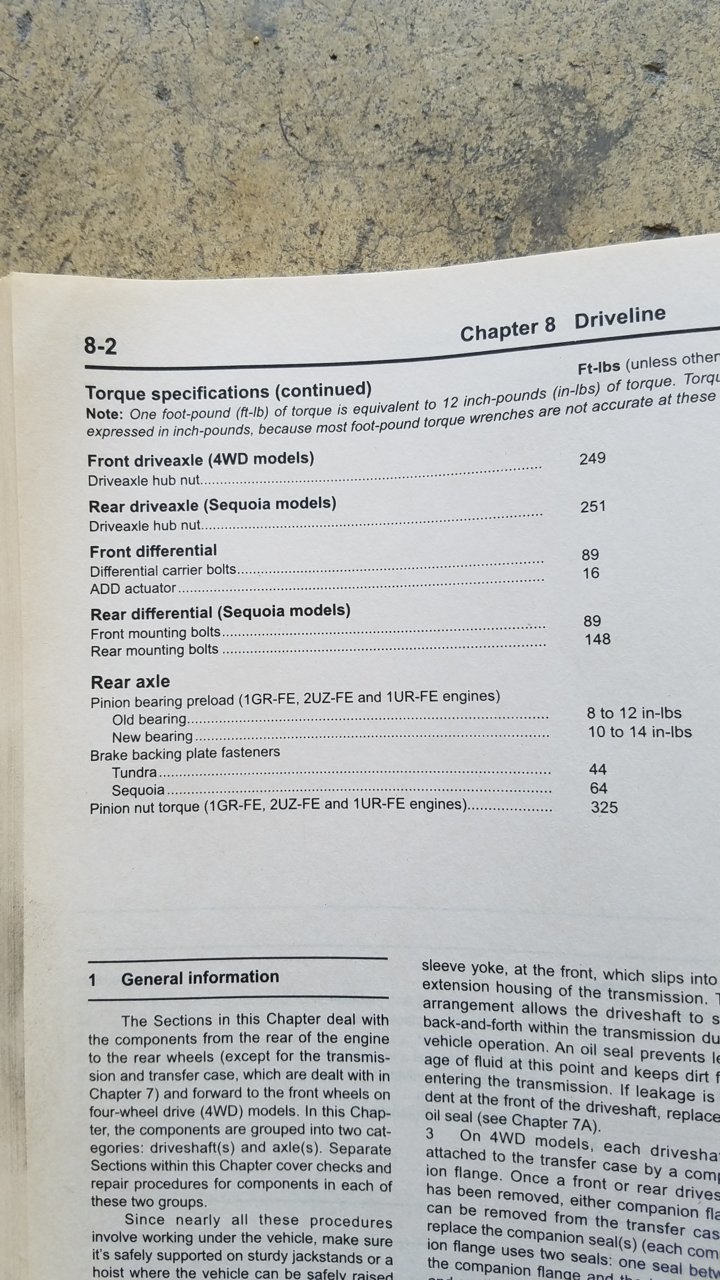 8-2
Chapter 8 Driveline
Ft-lbs (unless other
Torque specifications (continued)
Note: One foot-pound (ft-lb) of torque is equivalent to 12 inch-pounds (in-lbs) of torque. Torqu
expressed in inch-pounds, because most foot-pound torque wrenches are not accurate at these
Front driveaxle (4WD models)
Driveaxle hub nut.......... 249
Rear driveaxle (Sequoia models)
Driveaxle hub nut.......... 251
Front differential
Differential carrier bolts.......... 89
ADD actuator.......... 16
Rear differential (Sequoia models)
Front mounting bolts.......... 89
Rear mounting bolts .......... 148
Rear axle
Pinion bearing preload (1GR-FE, 2UZ-FE and 1UR-FE engines)
Old bearing.......... 8 to 12 in-lbs
New bearing.......... 10 to 14 in-lbs
Brake backing plate fasteners
Tundra.......... 44
Sequoia.......... 64
Pinion nut torque (1GR-FE, 2UZ-FE and 1UR-FE engines).......... 325
1 General information
The Sections in this Chapter deal with
the components from the rear of the engine
to the rear wheels (except for the transmis-
sion and transfer case, which are dealt with in
Chapter 7) and forward to the front wheels on
four-wheel drive (4WD) models. In this Chap-
ter, the components are grouped into two cat-
egories: driveshaft(s) and axle(s). Separate
Sections within this Chapter cover checks and
repair procedures for components in each of
these two groups.
Since nearly all these procedures
involve working under the vehicle, make sure
it's safely supported on sturdy jackstands or a
hoist where the vehicle can be safely raised
sleeve yoke, at the front, which slips into
extension housing of the transmission. T
arrangement allows the driveshaft to s
back-and-forth within the transmission du
vehicle operation. An oil seal prevents le
age of fluid at this point and keeps dirt f
entering the transmission. If leakage is
dent at the front of the driveshaft, replace
oil seal (see Chapter 7A).
3 On 4WD models, each drivesha
attached to the transfer case by a comp
ion flange. Once a front or rear drives
has been removed, either companion fla
can be removed from the transfer cas
replace the companion seal(s) (each com
ion flange uses two seals: one seal betw
the companion flange and